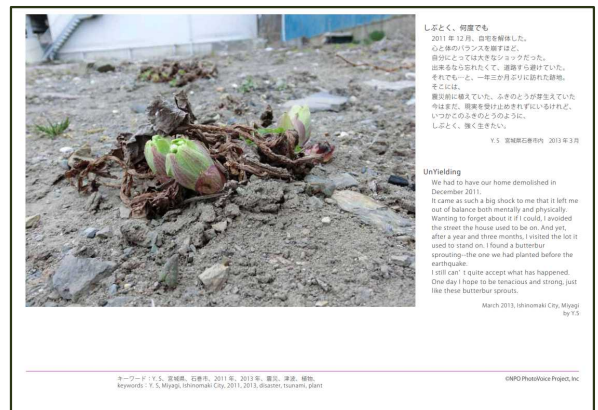 しぶとく、何度でも
2011 年 12 月、自宅を解体した。
心と体のバランスを崩すほど、
自分にとっては大きなショックだった。
出来るなら忘れたくて、道路すら避けていた。
それでも…と、一年三か月ぶりに訪れた跡地。
そこには、
震災前に植えていた、ふきのとうが芽生えていた
今はまだ、現実を受け止めきれずにいるけれど、
いつかこのふきのとうのように、
しぶとく、強く生きたい。
Y. S 宮城県石巻市内 2013 年 3 月
UnYielding
We had to have our home demolished in
December 2011.
It came as such a big shock to me that it left me
out of balance both mentally and physically.
Wanting to forget about it if I could, I avoided
the street the house used to be on. And yet,
after a year and three months, I visited the lot it
used to stand on. I found a butterbur
sprouting--the one we had planted before the
earthquake.
I still can't quite accept what has happened.
One day I hope to be tenacious and strong, just
like these butterbur sprouts.
March 2013, Ishinomaki City, Miyagi
by Y.S
キーワード：Y. S、宮城県、石巻市、2011 年、2013 年、震災、津波、植物、
keywords : Y. S, Miyagi, Ishinomaki City, 2011, 2013, disaster, tsunami, plant
©NPO PhotoVoice Project, Inc